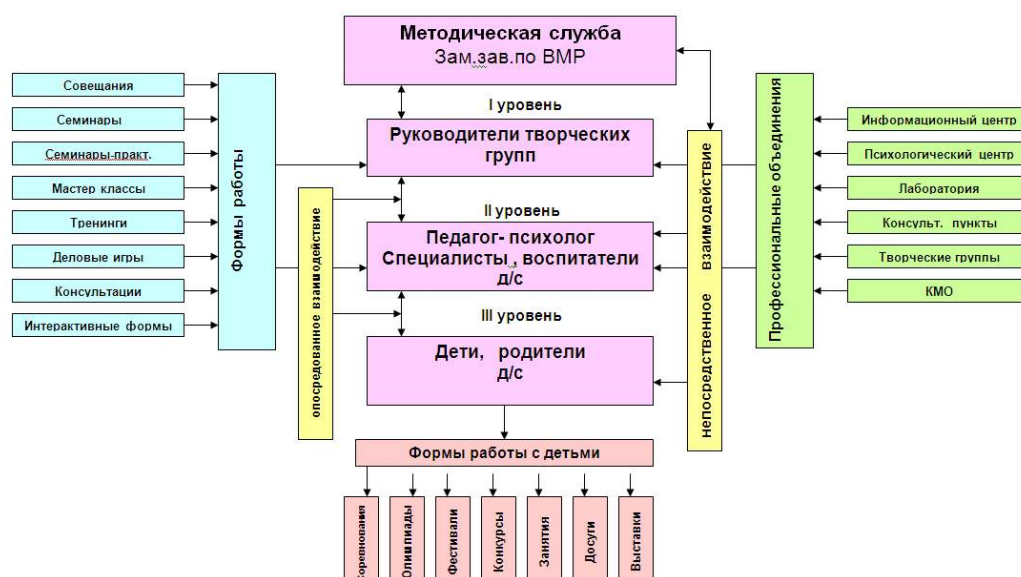 Методическая служба
Зам.зав.по ВМР
I уровень
Руководители творческих
групп
II уровень
Педагог- психолог
Специалисты , воспитатели
д/с
III уровень
Дети, родители
д/с
Формы работы с детьми
Соревнования
Олимпиады
Фестивали
Конкурсы
Занятия
Досуги
Выставки
Совещания
Семинары
Семинары-практ.
Мастер классы
Тренинги
Деловые игры
Консультации
Интерактивные формы
Формы работы
опосредованное взаимодействие
непосредственное взаимодействие
Профессиональные объединения
Информационный центр
Психологический центр
Лаборатория
Консульт. пункты
Творческие группы
КМО